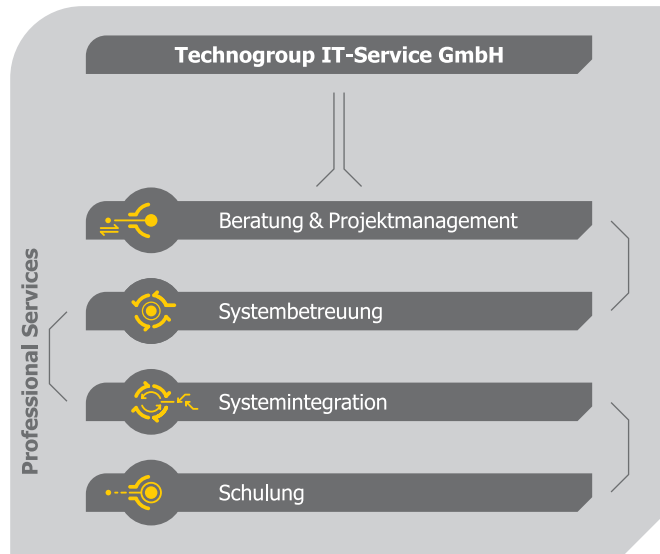 Technogroup IT-Service GmbH
Beratung & Projektmanagement
Systembetreuung
Systemintegration
Schulung
Professional Services